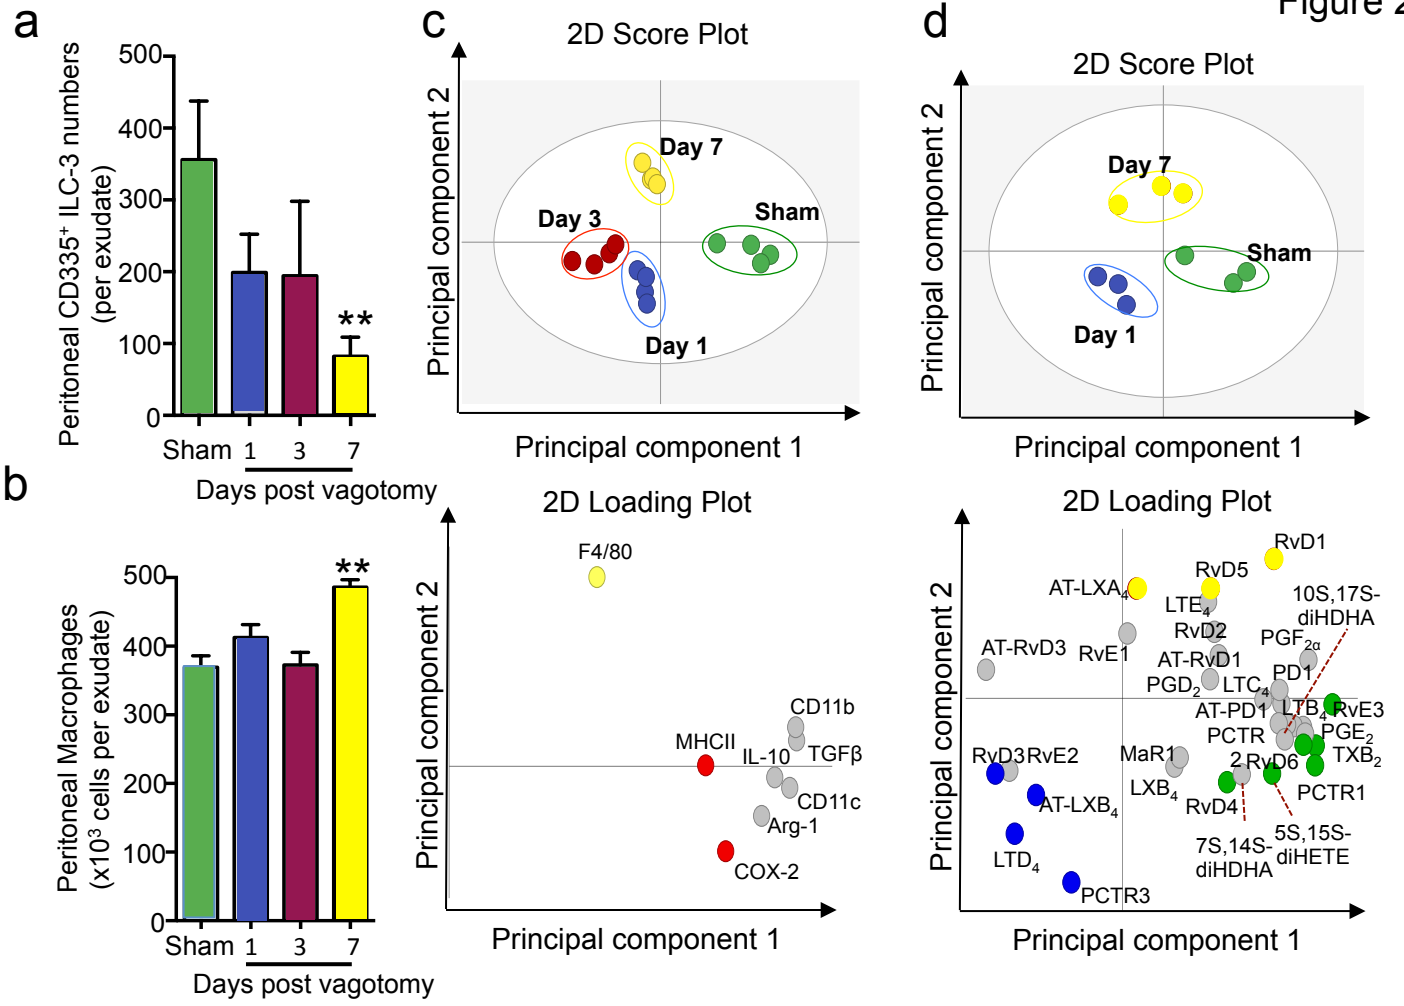 Figure 2
a
Peritoneal CD335⁺ ILC-3 numbers
(per exudate)
500
400
300
200
100
0
Sham 1 3 7
**
Days post vagotomy
b
Peritoneal Macrophages
(x10³ cells per exudate)
500
400
300
200
100
0
Sham 1 3 7
**
Days post vagotomy
c
2D Score Plot
Principal component 2
Day 7
Day 3
Sham
Day 1
Principal component 1
2D Loading Plot
Principal component 2
F4/80
CD11b
MHCII
TGFβ
IL-10
CD11c
Arg-1
COX-2
Principal component 1
d
2D Score Plot
Principal component 2
Day 7
Sham
Day 1
Principal component 1
2D Loading Plot
Principal component 2
RvD1
RvD5
10S,17S-
diHDHA
AT-LXA₄
LTE₄
RvD2
PGF₂α
AT-RvD3
RvE1
AT-RvD1
PD1
PGD₂
LTC₄
AT-PD1
LTB₄
RvE3
PCTR
2
PGE₂
TXB₂
RvD3
RvE2
MaR1
RvD6
LXB₄
PCTR1
AT-LXB₄
RvD4
LTD₄
7S,14S-
diHDHA
5S,15S-
diHETE
PCTR3
Principal component 1